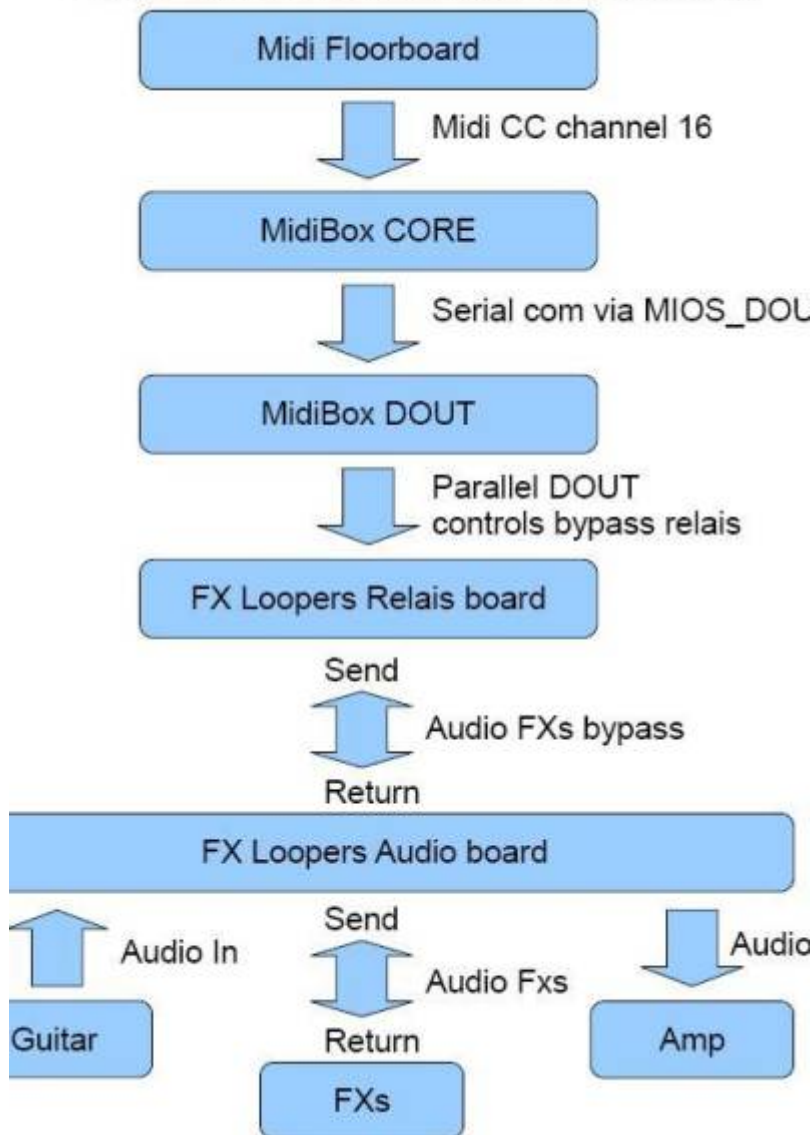 Midi Floorboard
Midi CC channel 16
MidiBox CORE
Serial com via MIOS_DOU
MidiBox DOUT
Parallel DOUT
controls bypass relais
FX Loopers Relais board
Send
Audio FXs bypass
Return
FX Loopers Audio board
Audio In
Send
Audio Fxs
Return
Audio
Guitar
FXs
Amp